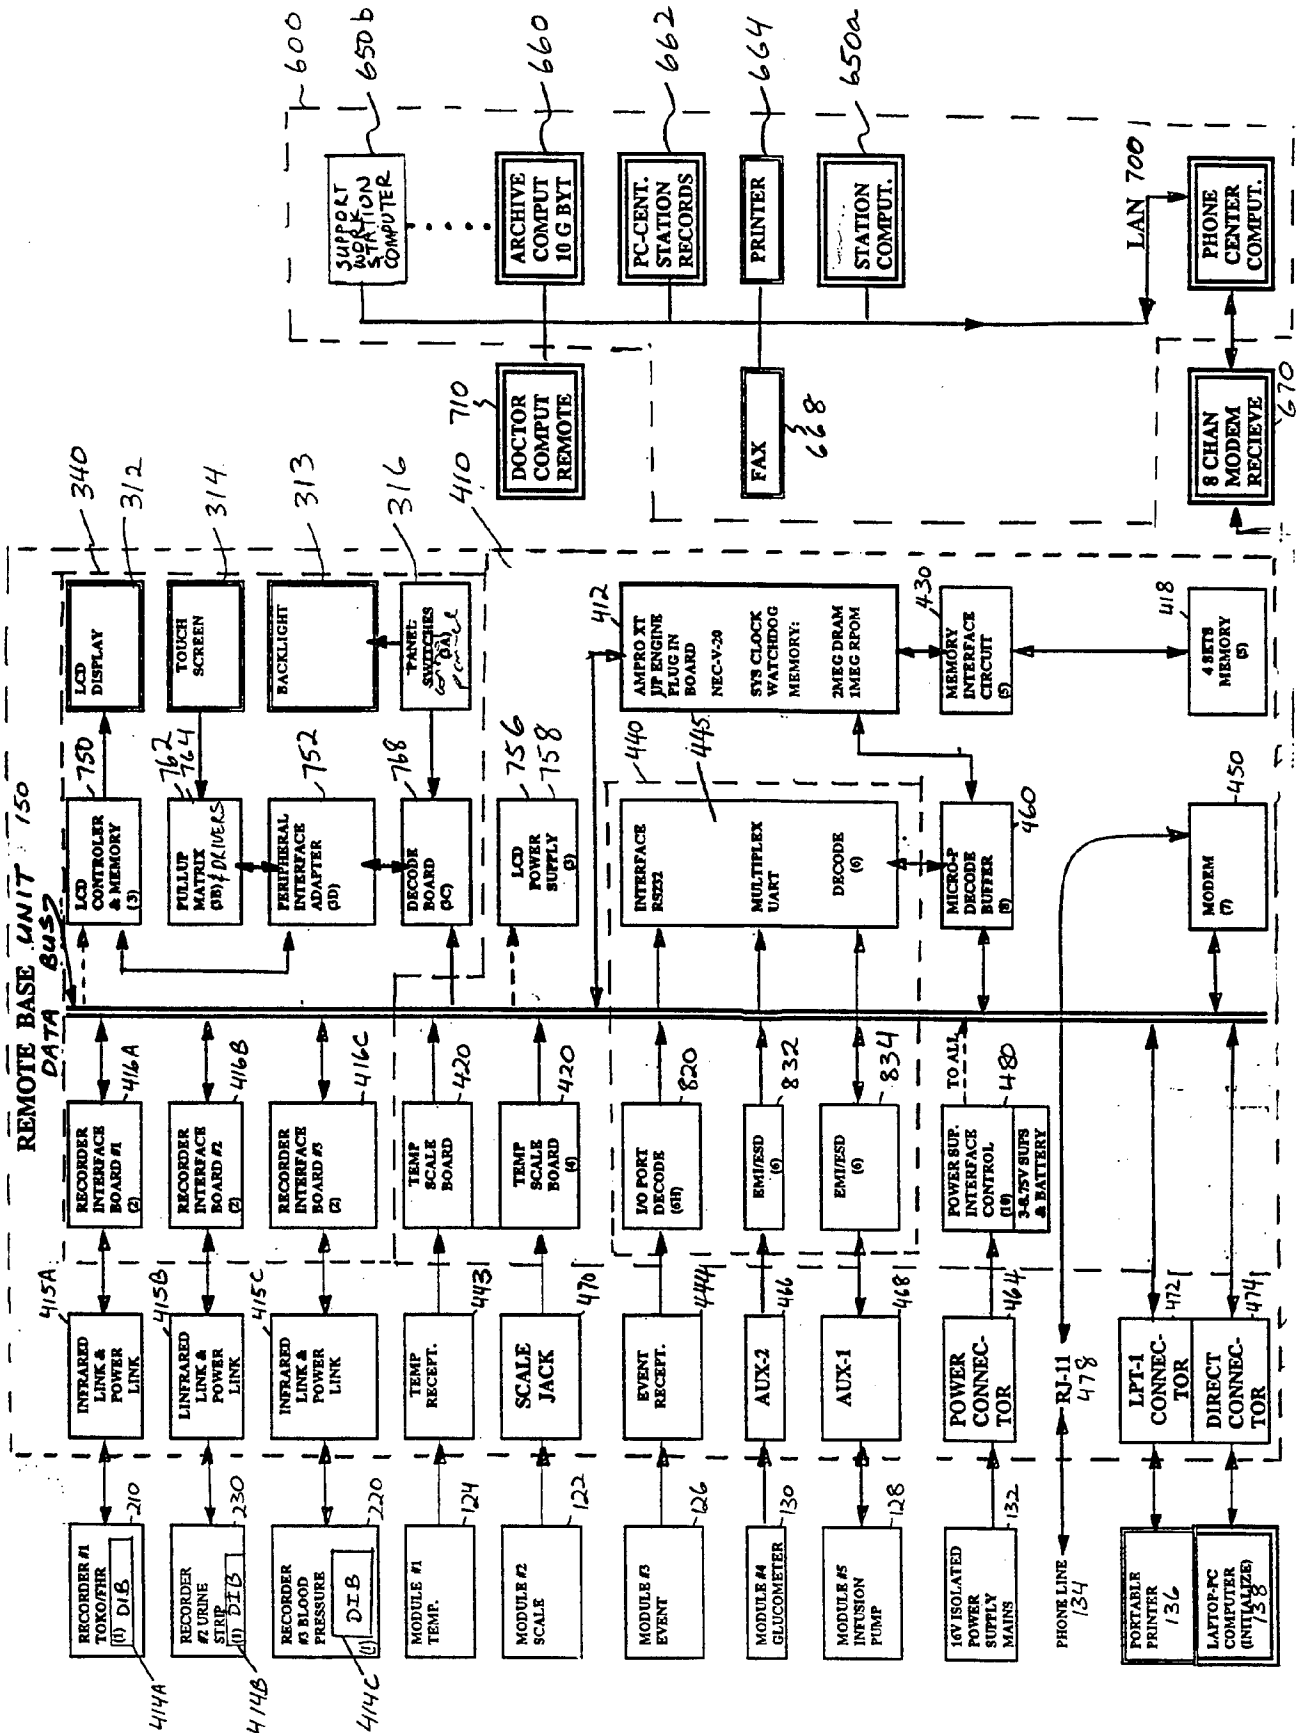 REMOTE BASE UNIT 150
DATA BUS
RECORDER #1
TOKO/FHR
(1) DIB
210
414A
RECORDER
#2 URINE
STRIP
(1) DIB
230
414B
RECORDER
#3 BLOOD
PRESSURE
(1) DIB
220
414C
MODULE #1
TEMP.
124
MODULE #2
SCALE
122
MODULE #3
EVENT
126
MODULE #4
GLUCOMETER
130
MODULE #5
INFUSION
PUMP
128
16V ISOLATED
POWER
SUPPLY
MAINS
132
PHONE LINE
134
PORTABLE
PRINTER
136
LAPTOP-PC
COMPUTER
(INITIALIZE)
138
415A
INFRARED
LINK &
POWER
LINK
415B
LINFRARED
LINK &
POWER
LINK
415C
INFRARED
LINK &
POWER
LINK
TEMP
RECEPT.
443
SCALE
JACK
470
EVENT
RECEPT.
444
AUX-2
466
AUX-1
468
POWER
CONNEC-
TOR
464
RJ-11
478
LPT-1
CONNEC-
TOR
472
DIRECT
CONNEC-
TOR
474
RECORDER
INTERFACE
BOARD #1
(2)
416A
RECORDER
INTERFACE
BOARD #2
(2)
416B
RECORDER
INTERFACE
BOARD #3
(2)
416C
TEMP
SCALE
BOARD
420
TEMP
SCALE
BOARD
(4)
420
I/O PORT
DECODE
(6H)
820
EMI/ESD
(6)
832
EMI/ESD
(6)
834
POWER SUP.
INTERFACE
CONTROL
(10)
3-8.75V SUPS
& BATTERY
480
TO ALL
LCD
CONTROLER
& MEMORY
(3)
750
PULLUP
MATRIX
(3B) & DRIVERS
762
764
PERIPHERAL
INTERFACE
ADAPTER
(3D)
752
DECODE
BOARD
(3C)
768
LCD
POWER
SUPPLY
(3)
756
758
INTERFACE
RS232
MULTIPLEX
UART
DECODE
(6)
440
445
MICRO-P
DECODE
BUFFER
(8)
460
MODEM
(7)
450
LCD
DISPLAY
340
312
TOUCH
SCREEN
314
BACKLIGHT
313
PANEL
SWITCHES
(3A)
316
410
AMPRO XT
UP ENGINE
PLUG IN
BOARD
NEC-V-20
SYS CLOCK
WATCHDOG
MEMORY:
2MEG DRAM
1MEG RPOM
412
MEMORY
INTERFACE
CIRCUIT
(5)
430
4 SETS
MEMORY
(5)
418
DOCTOR
COMPUT
REMOTE
710
FAX
668
8 CHAN
MODEM
RECIEVE
670
600
SUPPORT
WORK
STATION
COMPUTER
650b
ARCHIVE
COMPUT
10 G BYT
660
PC-CENT.
STATION
RECORDS
662
PRINTER
664
STATION
COMPUT.
650a
LAN 700
PHONE
CENTER
COMPUT.